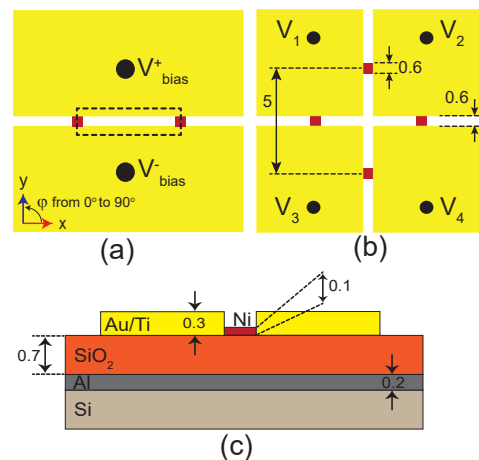 V+bias
V-bias
y
φ from 0° to 90°
x
(a)
V1
V2
0.6
5
0.6
V3
V4
(b)
0.1
Au/Ti
0.3
Ni
0.7
SiO2
Al
0.2
Si
(c)